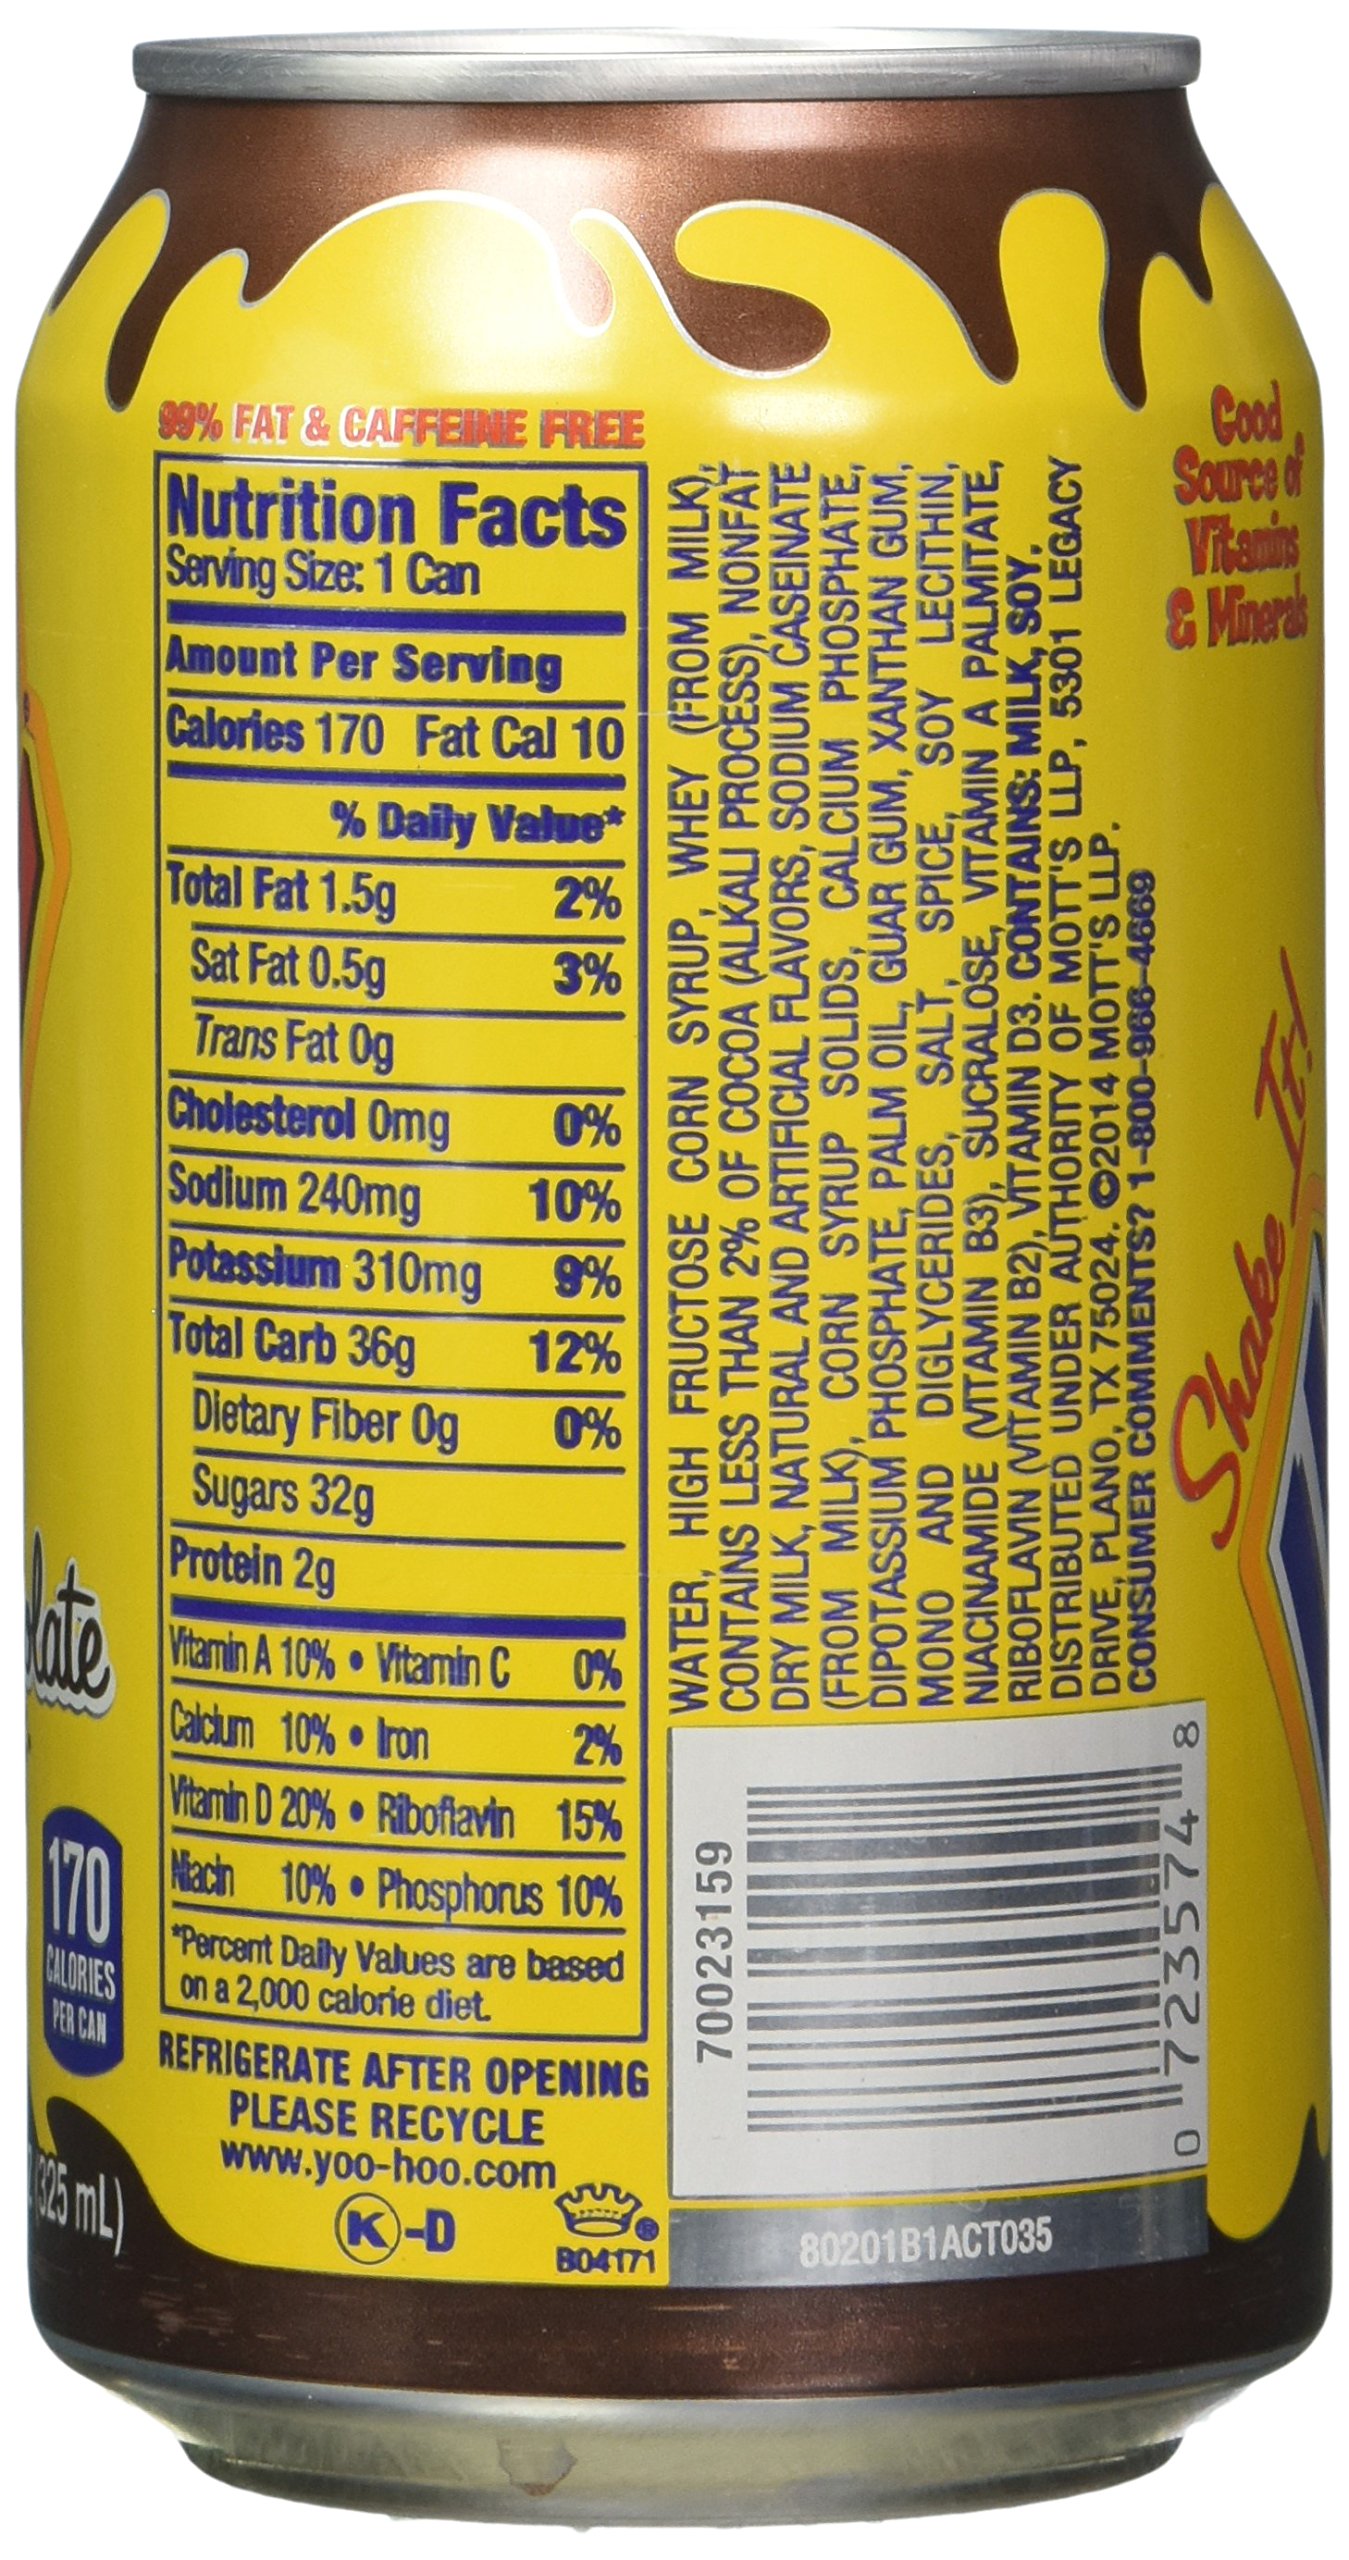 99% FAT & CAFFEINE FREE
Nutrition Facts
Serving Size: 1 Can
Amount Per Serving
Calories 170 Fat Cal 10
% Daily Value*
Total Fat 1.5g 2%
Sat Fat 0.5g 3%
Trans Fat 0g
Cholesterol 0mg 0%
Sodium 240mg 10%
Potassium 310mg 9%
Total Carb 36g 12%
Dietary Fiber 0g 0%
Sugars 32g
Protein 2g
Vitamin A 10% • Vitamin C 0%
Calcium 10% • Iron 2%
Vitamin D 20% • Riboflavin 15%
Niacin 10% • Phosphorus 10%
*Percent Daily Values are based
on a 2,000 calorie diet.
REFRIGERATE AFTER OPENING
PLEASE RECYCLE
www.yoo-hoo.com
K-D
®
B04171
WATER, HIGH FRUCTOSE CORN SYRUP, WHEY (FROM MILK),
CONTAINS LESS THAN 2% OF COCOA (ALKALI PROCESS), NONFAT
DRY MILK, NATURAL AND ARTIFICIAL FLAVORS, SODIUM CASEINATE
(FROM MILK), CORN SYRUP SOLIDS, CALCIUM PHOSPHATE,
DIPOTASSIUM PHOSPHATE, PALM OIL, GUAR GUM, XANTHAN GUM,
MONO AND DIGLYCERIDES, SALT, SPICE, SOY LECITHIN,
NIACINAMIDE (VITAMIN B3), SUCRALOSE, VITAMIN A PALMITATE,
RIBOFLAVIN (VITAMIN B2), VITAMIN D3. CONTAINS: MILK, SOY.
DISTRIBUTED UNDER AUTHORITY OF MOTT'S LLP, 5301 LEGACY
DRIVE, PLANO, TX 75024. ©2014 MOTT'S LLP.
CONSUMER COMMENTS? 1-800-966-4669
70023159
0 723574 8
80201B1ACT035
Good
Source of
Vitamins
& Minerals
Shake It!
late
170
CALORIES
PER CAN
(325 mL)